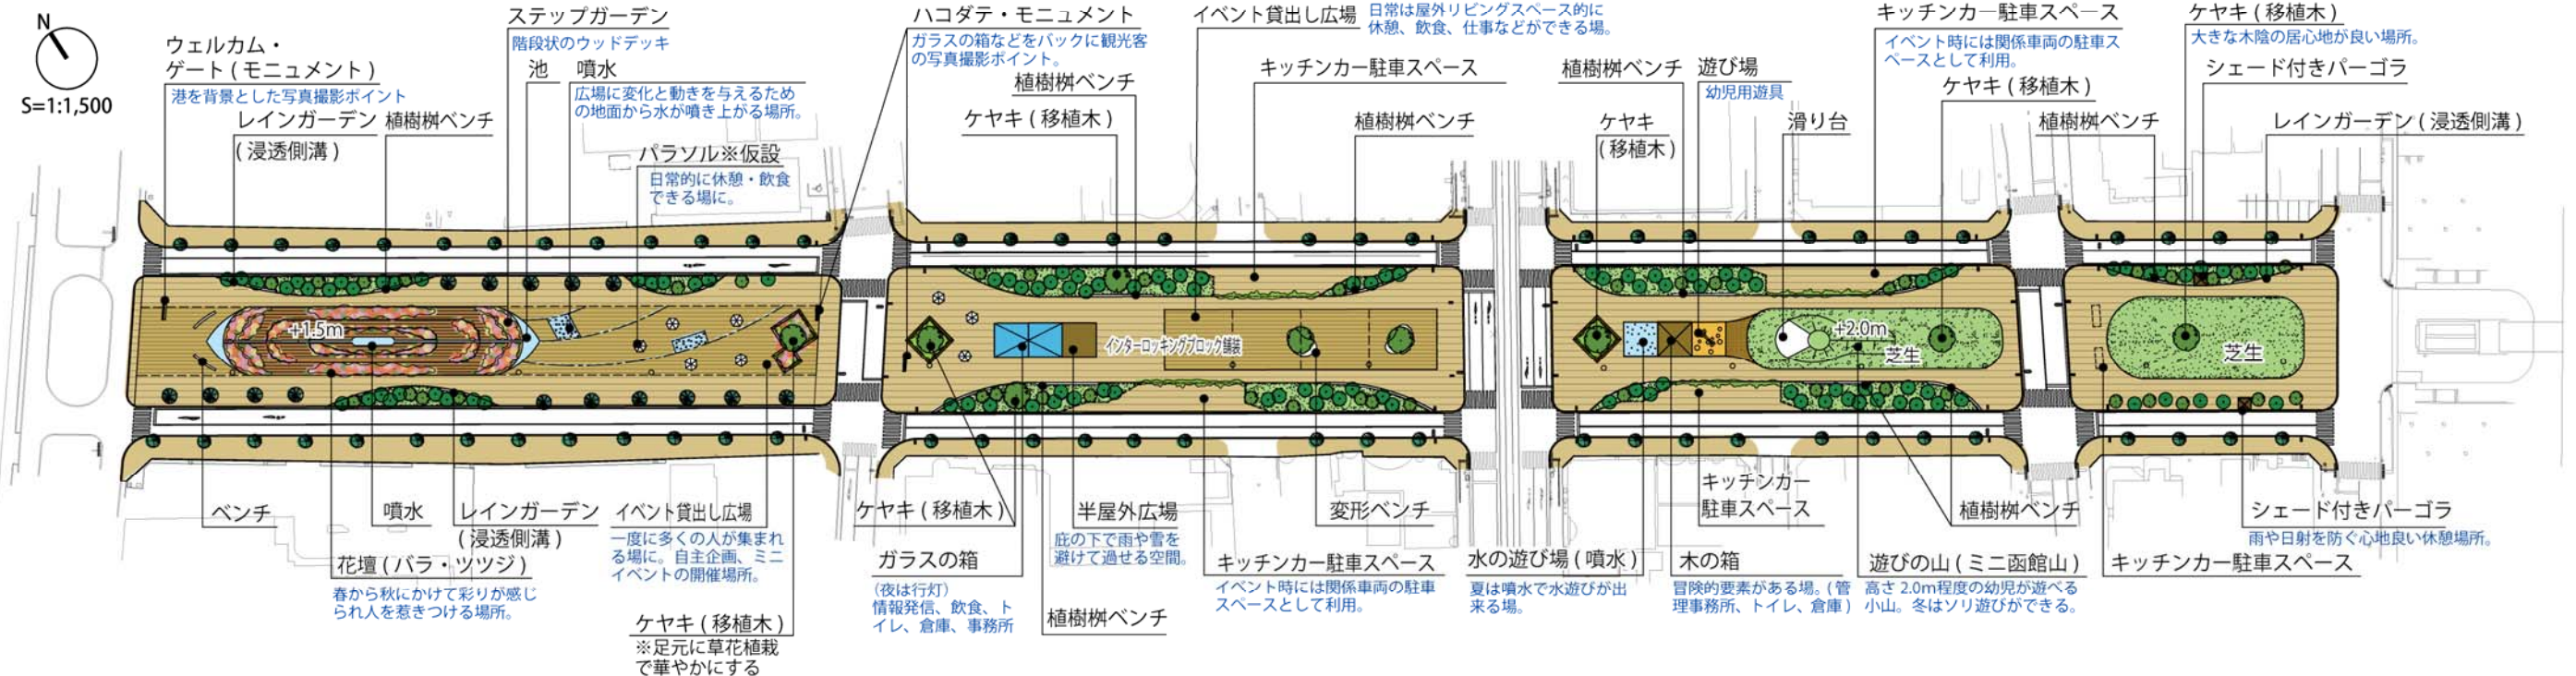 N
S=1:1,500
ウェルカム・
ゲート(モニュメント)
港を背景とした写真撮影ポイント
レインガーデン
(浸透側溝)
植樹桝ベンチ
ステップガーデン
階段状のウッドデッキ
池
噴水
広場に変化と動きを与えるため
の地面から水が噴き上がる場所。
パラソル※仮設
日常的に休憩・飲食
できる場に。
ハコダテ・モニュメント
ガラスの箱などをバックに観光客
の写真撮影ポイント。
植樹桝ベンチ
ケヤキ(移植木)
イベント貸出し広場
日常は屋外リビングスペース的に
休憩、飲食、仕事などができる場。
キッチンカー駐車スペース
植樹桝ベンチ
植樹桝ベンチ
ケヤキ
(移植木)
遊び場
幼児用遊具
滑り台
キッチンカー駐車スペース
イベント時には関係車両の駐車ス
ペースとして利用。
ケヤキ(移植木)
植樹桝ベンチ
ケヤキ(移植木)
大きな木陰の居心地が良い場所。
シェード付きパーゴラ
レインガーデン(浸透側溝)
+1.5m
インターロッキングブロック舗装
+2.0m
芝生
芝生
ベンチ
噴水
花壇(バラ・ツツジ)
春から秋にかけて彩りが感じ
られ人を惹きつける場所。
レインガーデン
(浸透側溝)
イベント貸出し広場
一度に多くの人が集まれ
る場に。自主企画、ミニ
イベントの開催場所。
ケヤキ(移植木)
※足元に草花植栽
で華やかにする
ケヤキ(移植木)
ガラスの箱
(夜は行灯)
情報発信、飲食、ト
イレ、倉庫、事務所
半屋外広場
庇の下で雨や雪を
避けて過せる空間。
植樹桝ベンチ
キッチンカー駐車スペース
イベント時には関係車両の駐車
スペースとして利用。
変形ベンチ
水の遊び場(噴水)
夏は噴水で水遊びが出
来る場。
木の箱
冒険的要素がある場。(管
理事務所、トイレ、倉庫)
キッチンカー
駐車スペース
遊びの山(ミニ函館山)
高さ2.0m程度の幼児が遊べる
小山。冬はソリ遊びができる。
植樹桝ベンチ
キッチンカー駐車スペース
シェード付きパーゴラ
雨や日射を防ぐ心地良い休憩場所。